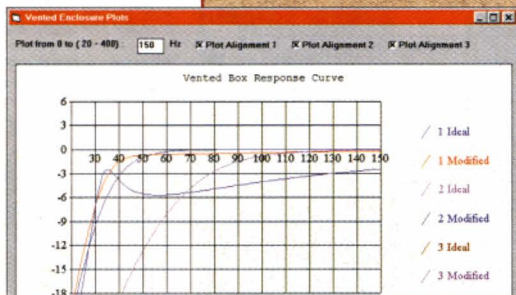 Vented Enclosure Plots
Plot from 0 to ( 20 - 400) : 150 Hz Plot Alignment 1 Plot Alignment 2 Plot Alignment 3
Vented Box Response Curve
6
3
0
30 40 50 60 70 80 90 100 110 120 130 140 150
-3
-6
-9
-12
-15
-18
1 Ideal
1 Modified
2 Ideal
2 Modified
3 Ideal
3 Modified